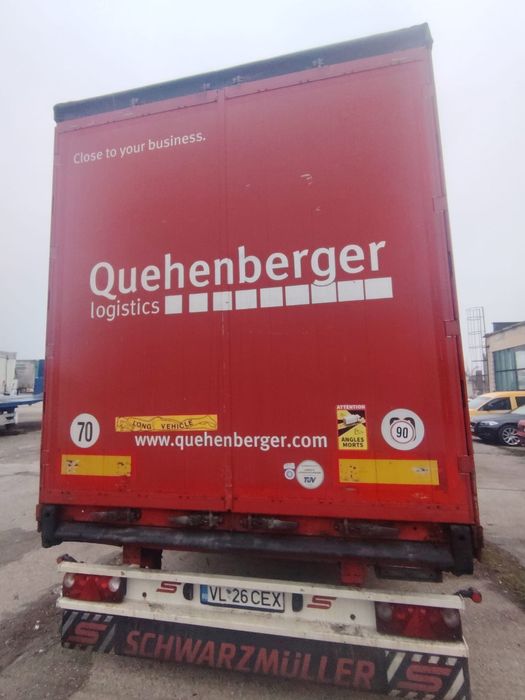 Close to your business.
Quehenberger
logistics
ATTENTION
ANGLES
MORTS
70
LONG VEHICLE
90
www.quehenberger.com
TÜV
VL 26 CEX
SCHWARZMÜLLER